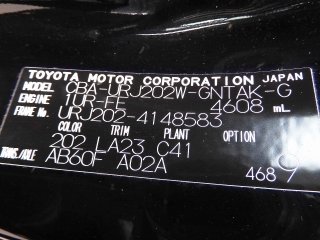 TOYOTA MOTOR CORPORATION JAPAN
MODEL CBA-URJ202W-GNTAK-G
ENGINE 1UR-FE 4608 mL
FRAME No. URJ202-4148583
COLOR TRIM PLANT OPTION
202 LA23 C41
TRANS./AXLE AB60F A02A
468